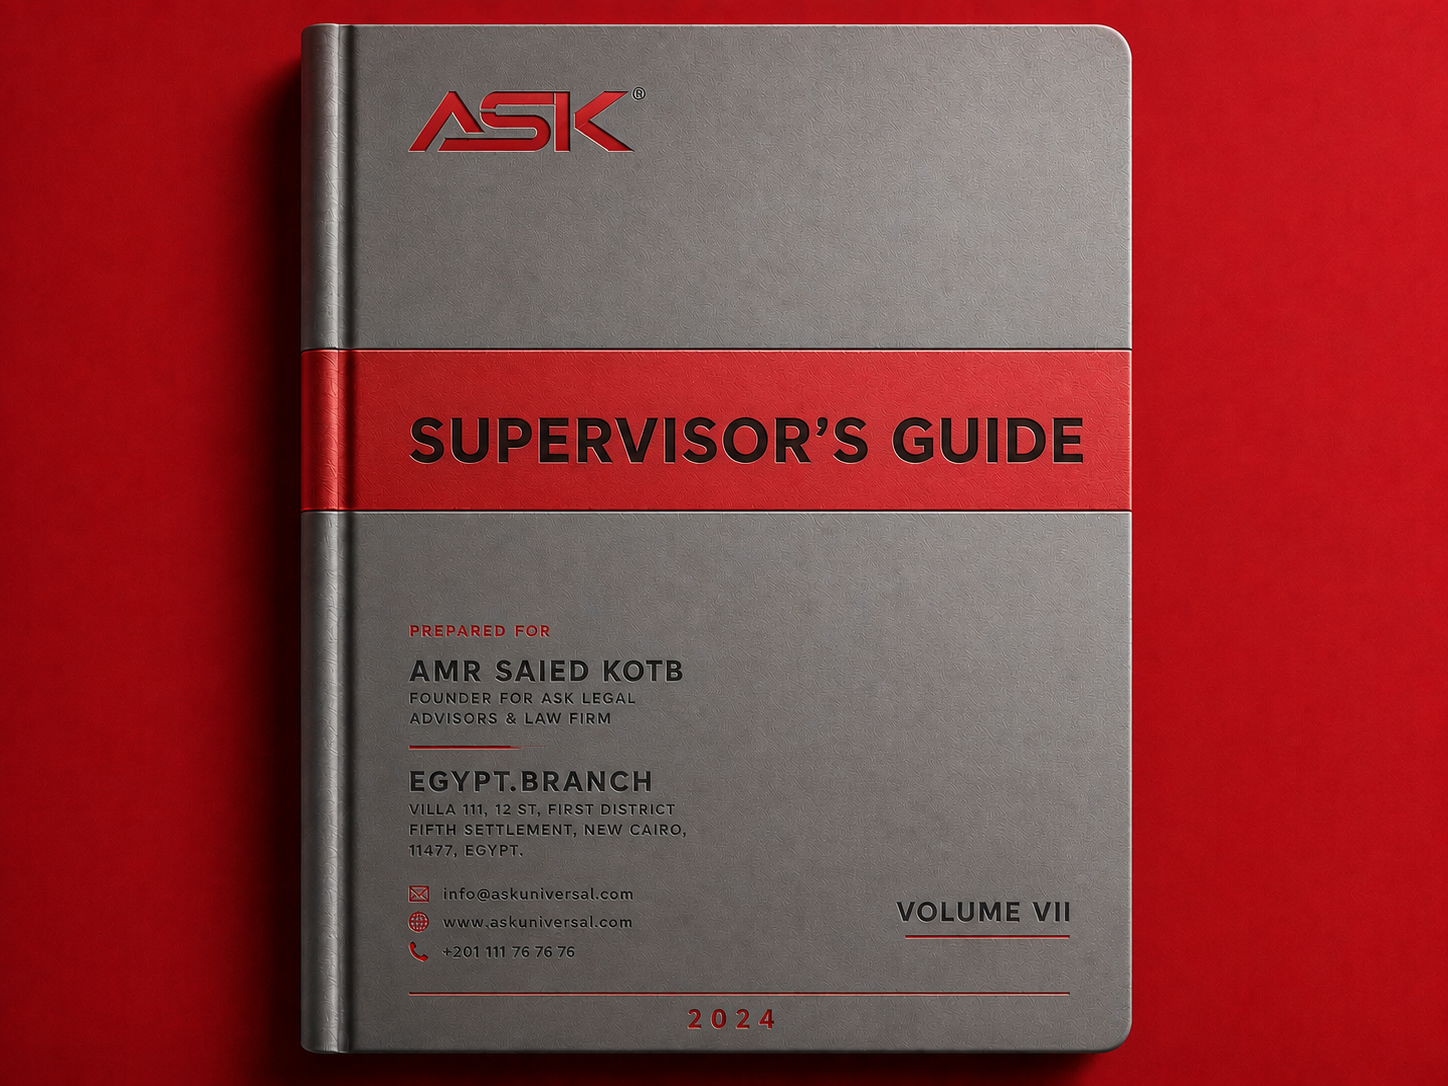 ASK®
SUPERVISOR’S GUIDE
PREPARED FOR
AMR SAIED KOTB
FOUNDER FOR ASK LEGAL
ADVISORS & LAW FIRM
EGYPT.BRANCH
VILLA 111, 12 ST, FIRST DISTRICT
FIFTH SETTLEMENT, NEW CAIRO,
11477, EGYPT.
info@askuniversal.com
www.askuniversal.com
+201 111 76 76 76
VOLUME VII
2024